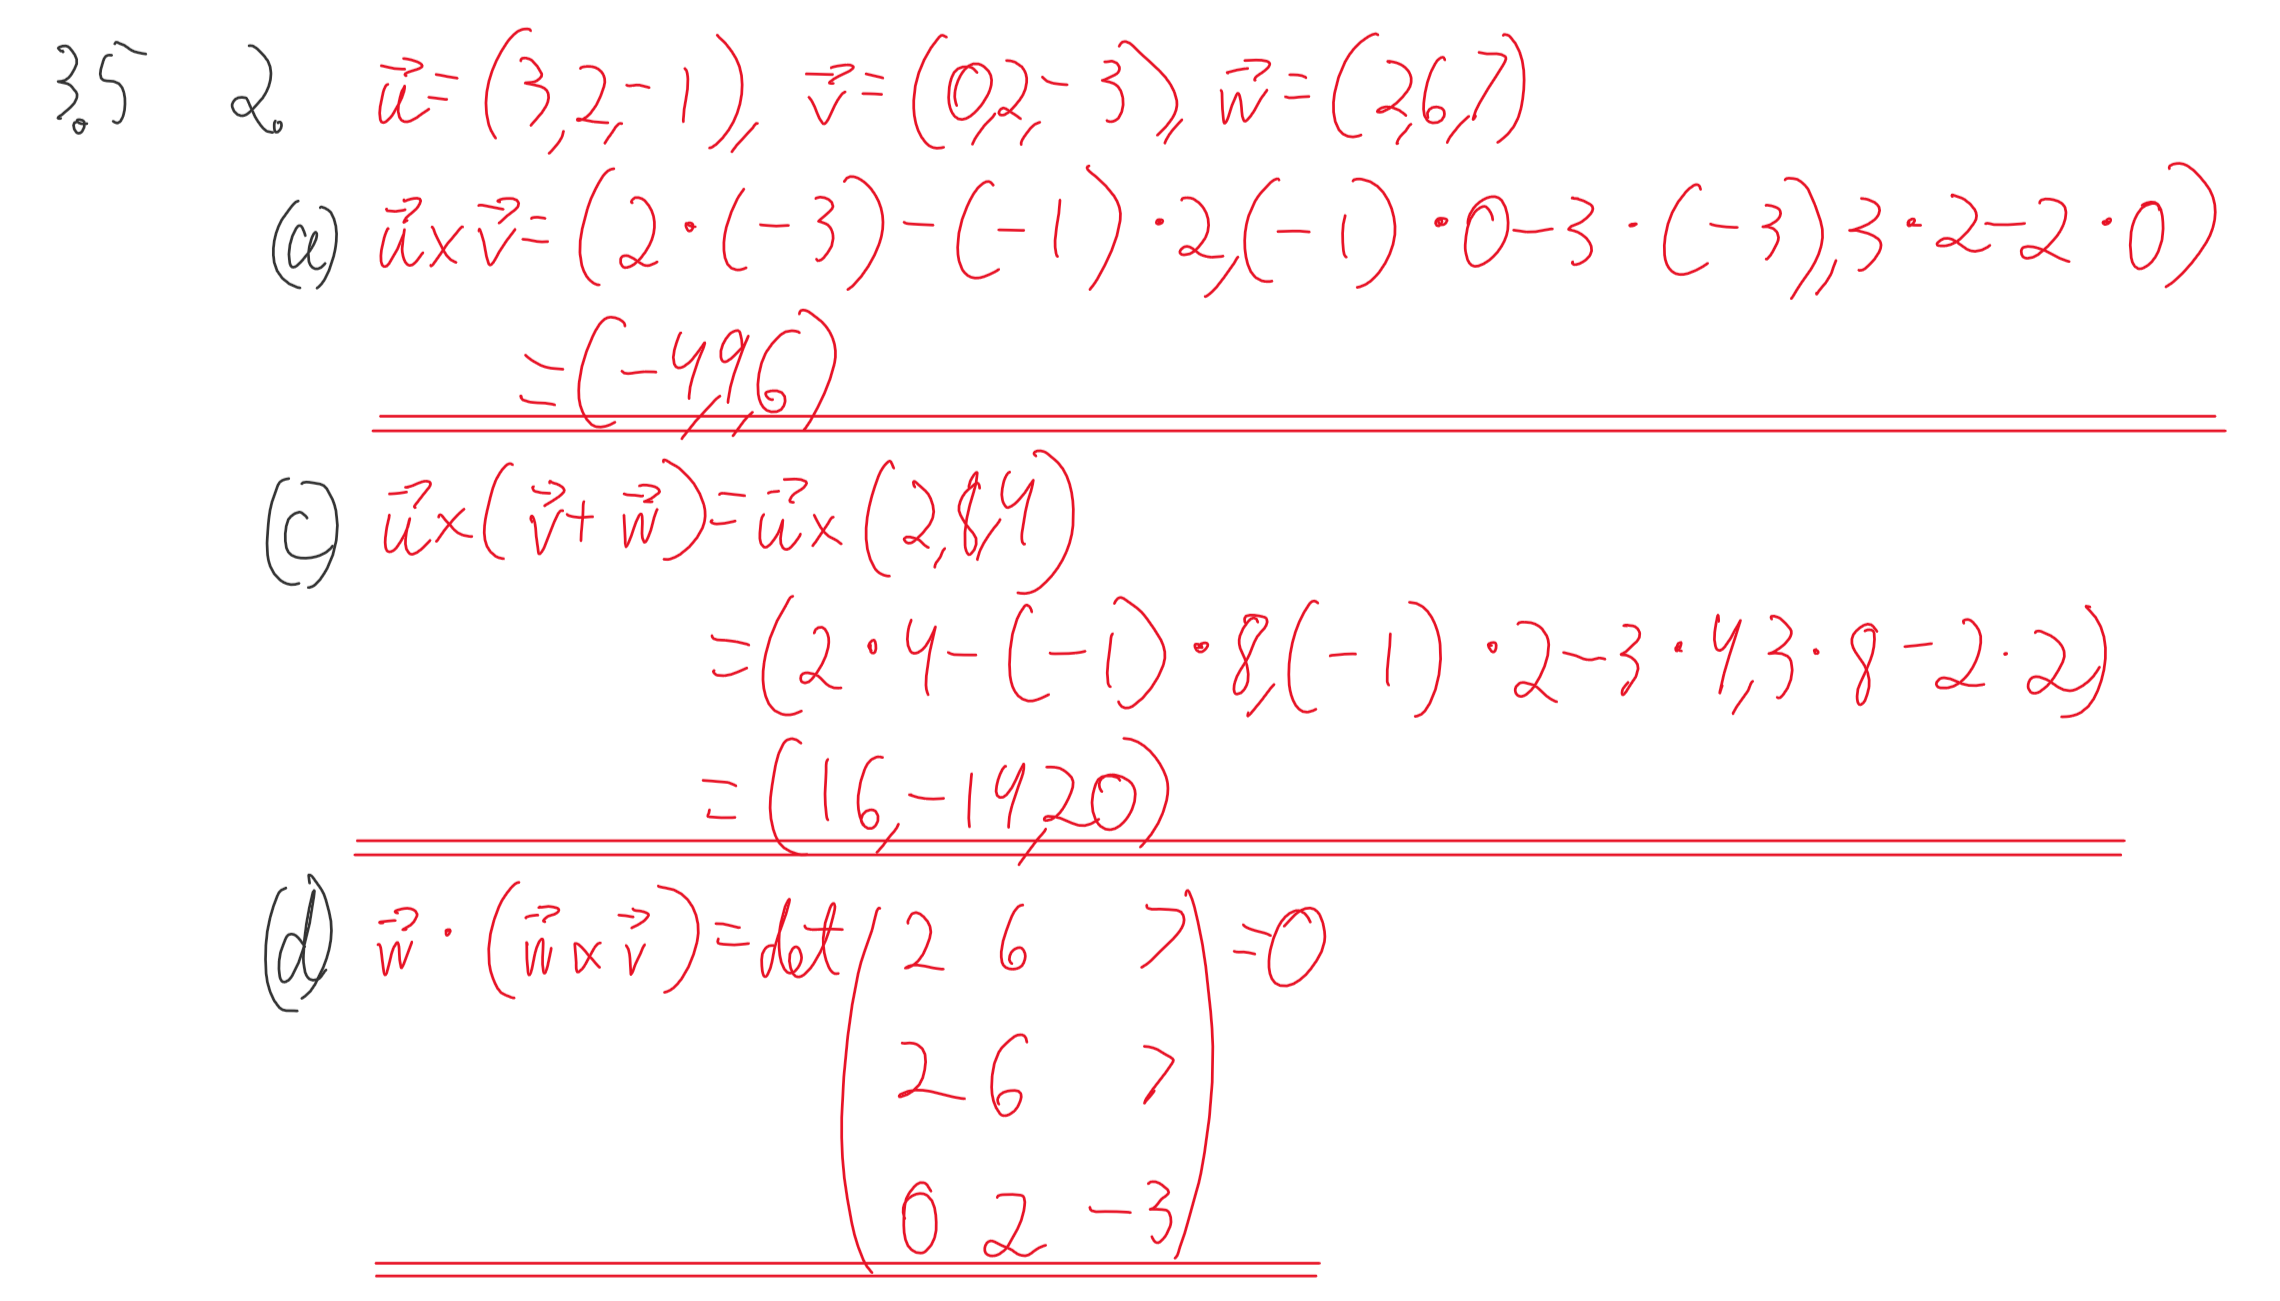 3.5 2. u⃗=(3,2,-1), v⃗=(0,2,-3), w⃗=(2,6,7)
(a) u⃗×v⃗=(2·(-3)-(-1)·2,(-1)·0-3·(-3),3·2-2·0)
=(-4,9,6)
(c) u⃗×(v⃗+w⃗)=u⃗×(2,8,4)
=(2·4-(-1)·8,(-1)·2-3·4,3·8-2·2)
=(16,-14,20)
(d) w⃗·(w⃗×v⃗)=det(2 6 7)=0
2 6 7
0 2 -3